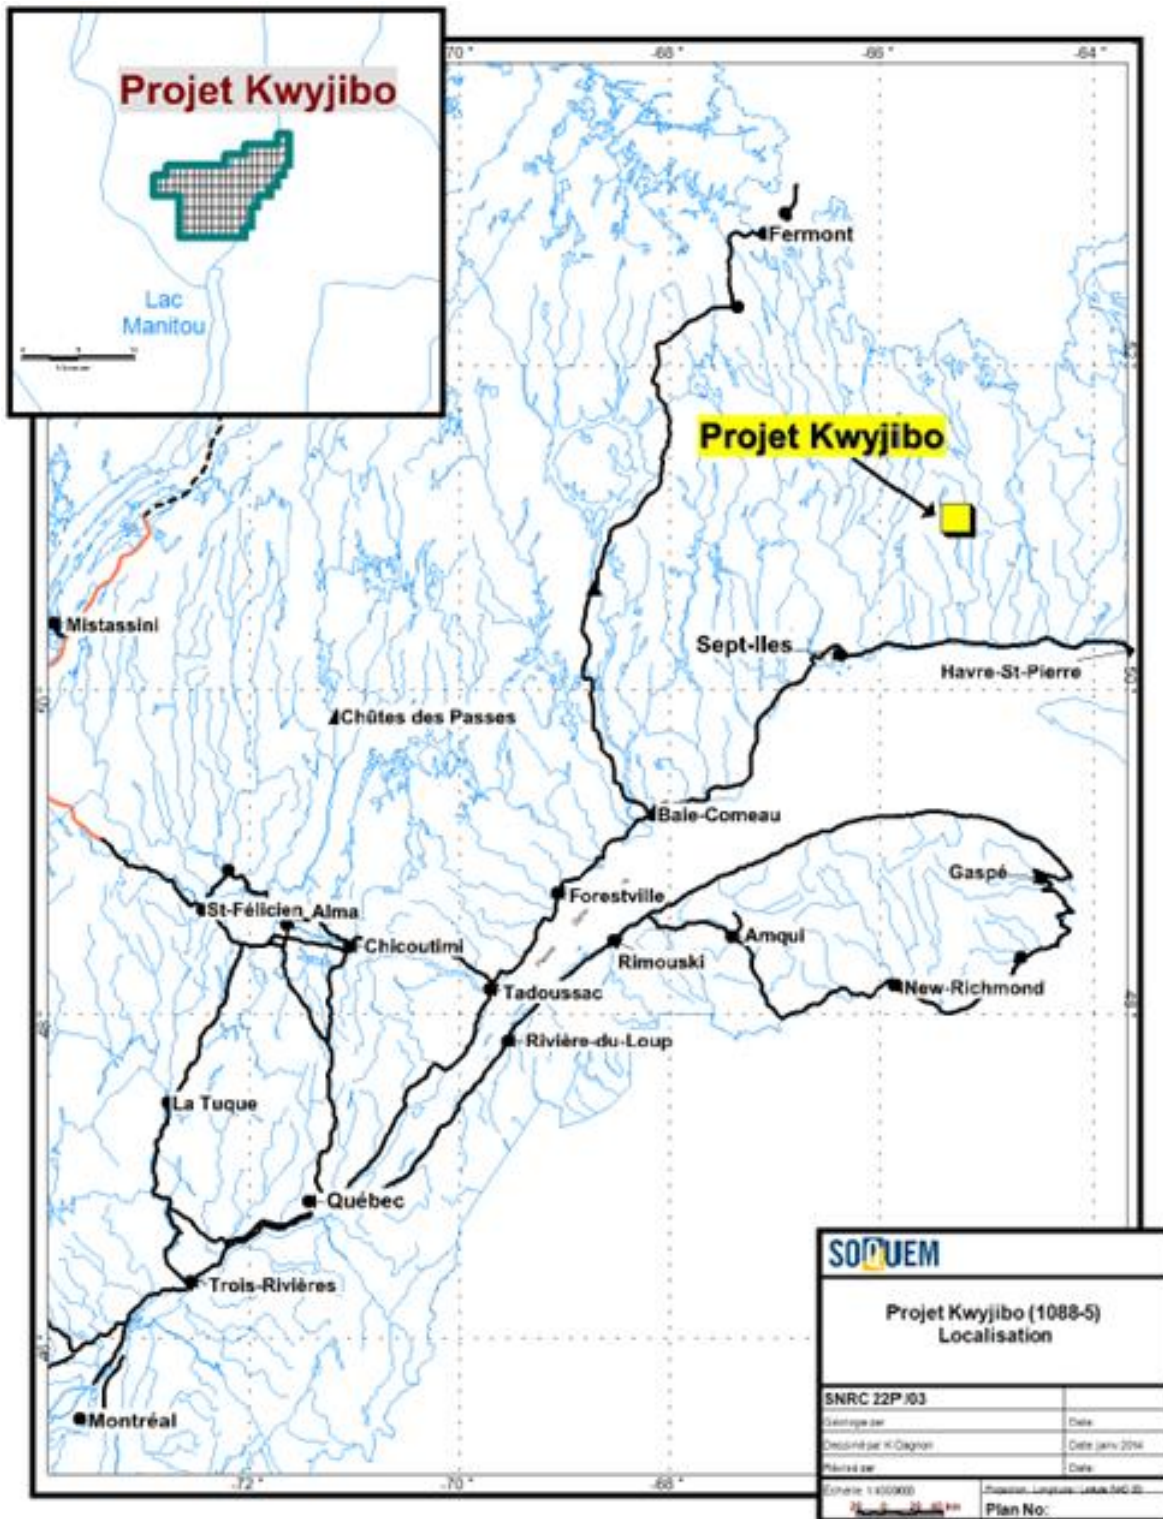 Projet Kwyjibo
Lac
Manitou
-70°
-68°
-66°
-64°
Fermont
Projet Kwyjibo
Mistassini
Sept-Iles
Havre-St-Pierre
Chûtes des Passes
Baie-Comeau
Gaspé
Forestville
St-Félicien
Alma
Amqui
Chicoutimi
Rimouski
Tadoussac
New-Richmond
Rivière-du-Loup
La Tuque
Québec
Trois-Rivières
Montréal
-72°
-70°
-68°
SOQUEM
Projet Kwyjibo (1088-5)
Localisation
SNRC 22P/03
Date:
Date: janv. 2014
Date:
Plan No: